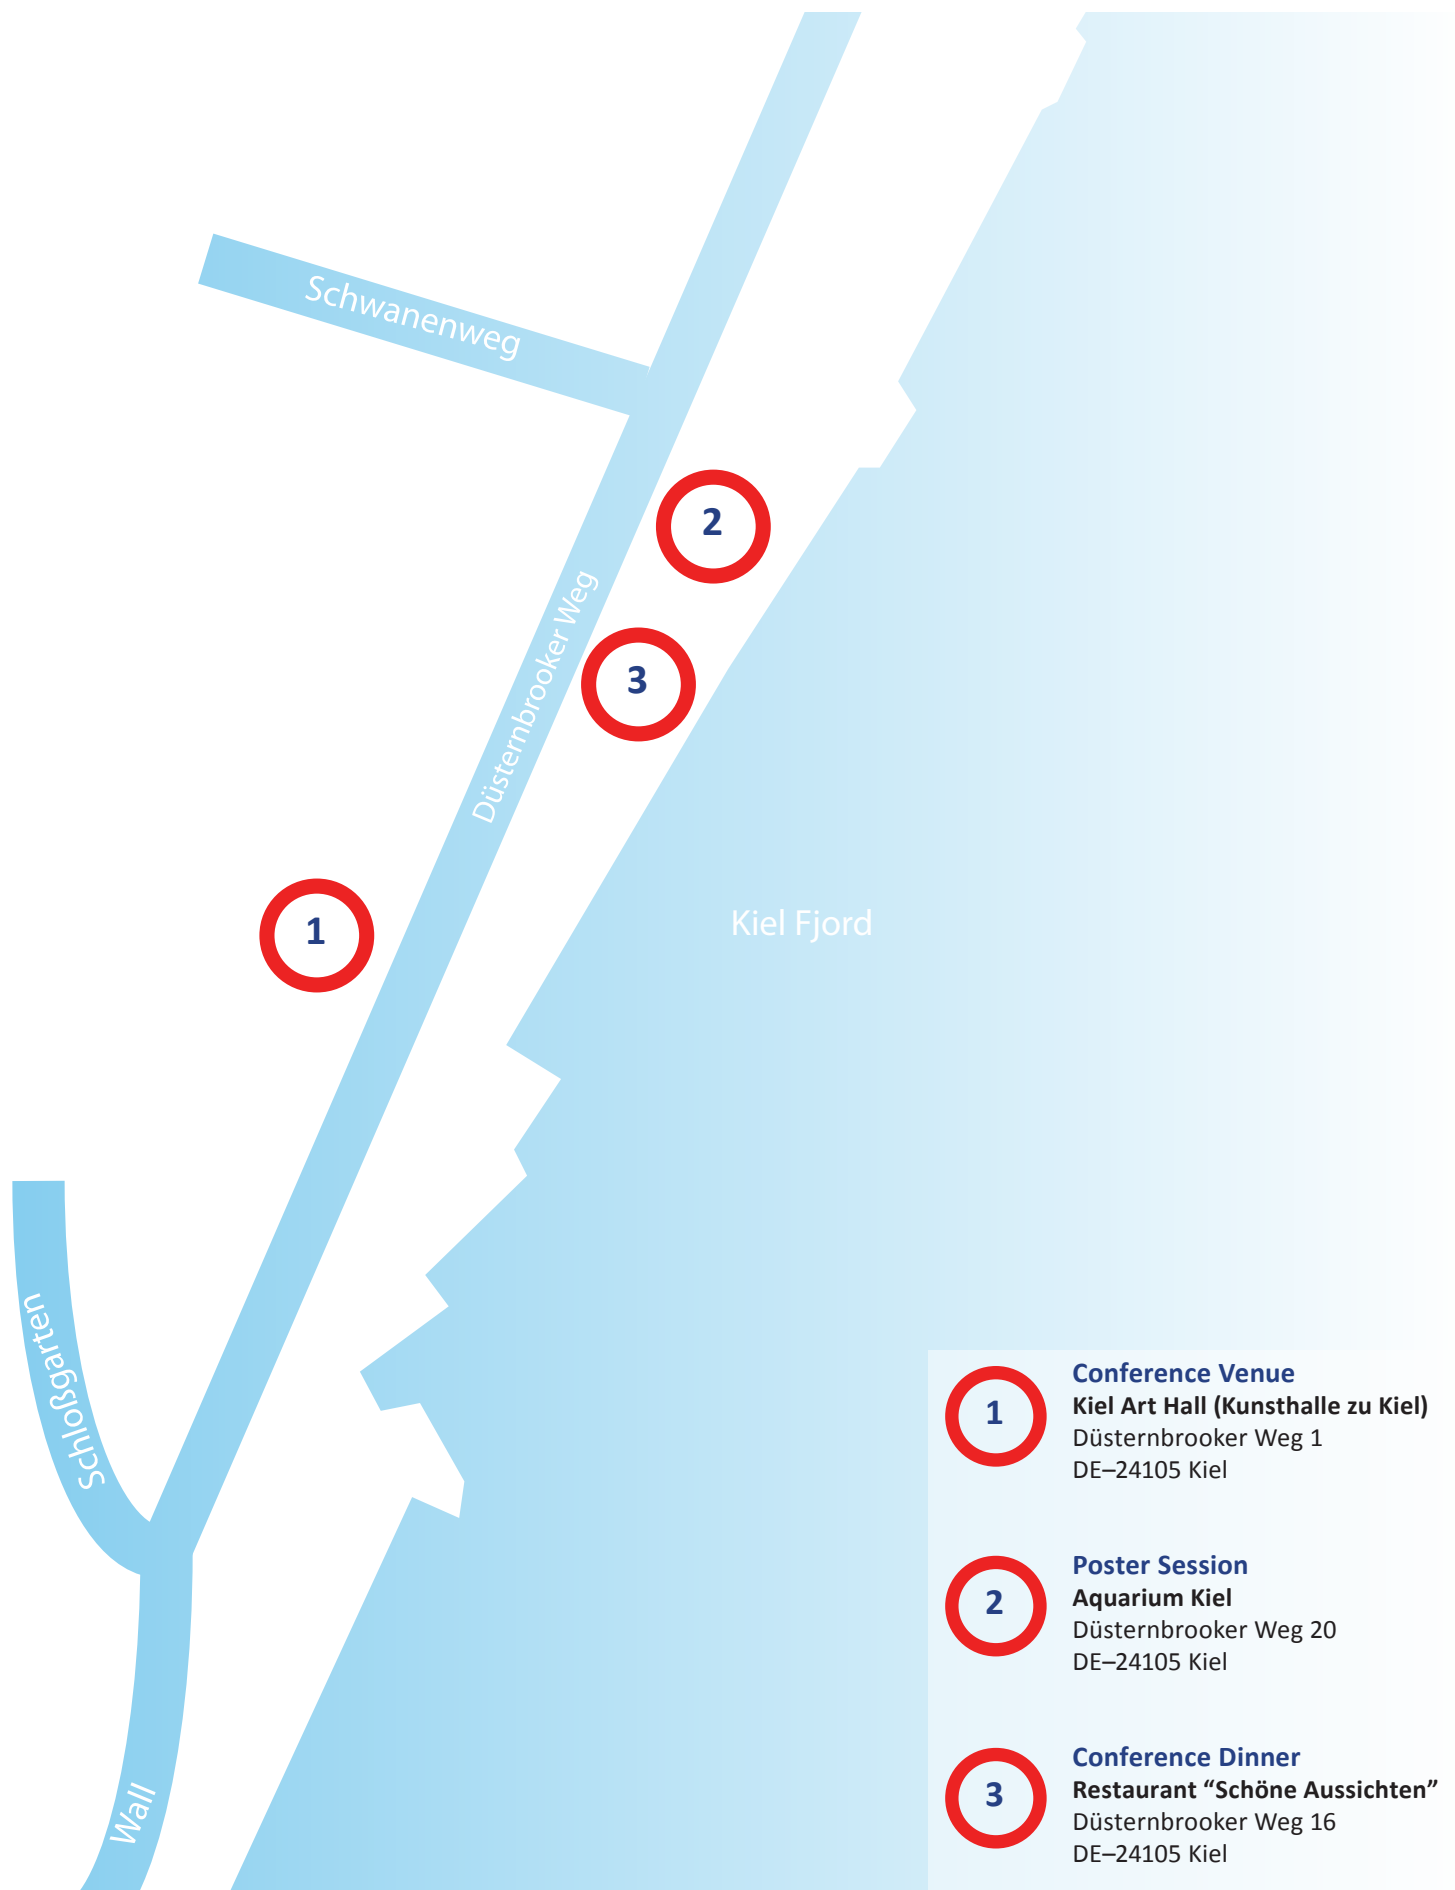 Schwanenweg
2
Düsternbrooker Weg
3
1
Kiel Fjord
Schloßgarten
Wall
1
Conference Venue
Kiel Art Hall (Kunsthalle zu Kiel)
Düsternbrooker Weg 1
DE–24105 Kiel
2
Poster Session
Aquarium Kiel
Düsternbrooker Weg 20
DE–24105 Kiel
3
Conference Dinner
Restaurant “Schöne Aussichten”
Düsternbrooker Weg 16
DE–24105 Kiel